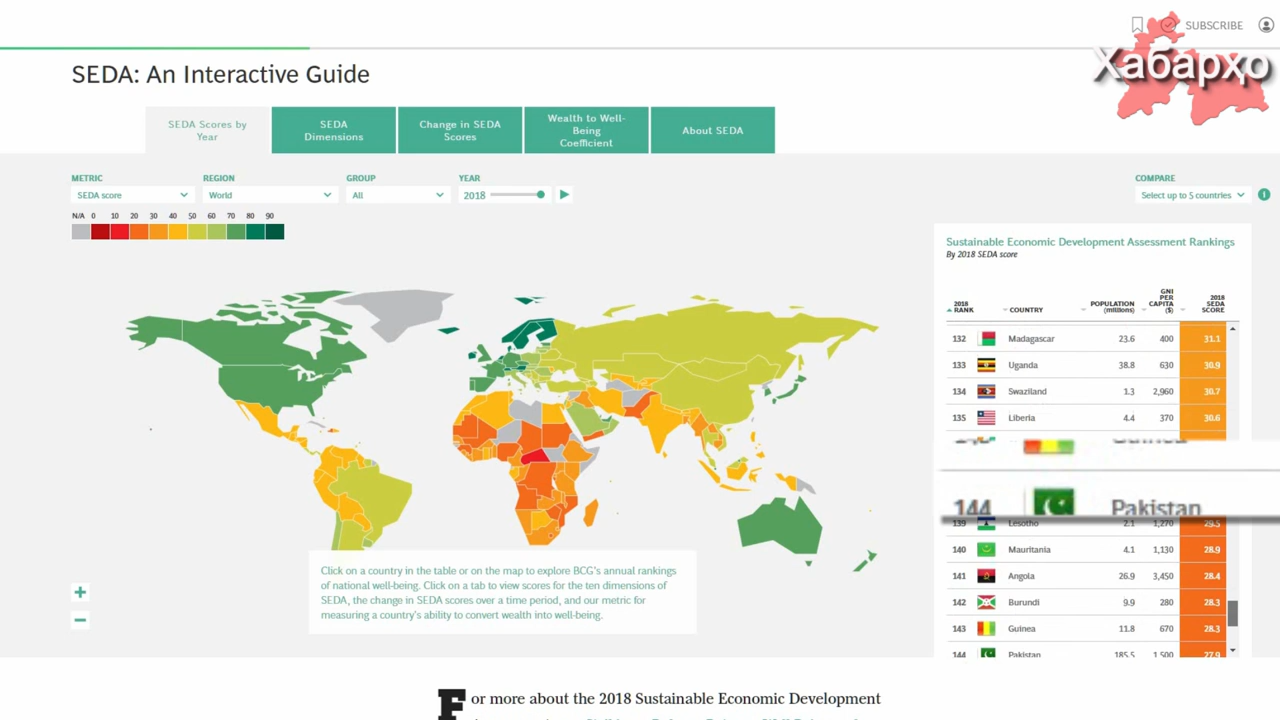 SUBSCRIBE
Хабарҳо
SEDA: An Interactive Guide
SEDA Scores by
Year
SEDA
Dimensions
Change in SEDA
Scores
Wealth to Well-
Being
Coefficient
About SEDA
METRIC
REGION
GROUP
YEAR
COMPARE
SEDA score
World
All
2018
Select up to 5 countries
N/A 0 10 20 30 40 50 60 70 80 90
Sustainable Economic Development Assessment Rankings
By 2018 SEDA score
2018
RANK
COUNTRY
POPULATION
(millions)
GNI
PER
CAPITA
($)
2018
SEDA
SCORE
132 Madagascar 23.6 400 31.1
133 Uganda 38.8 630 30.9
134 Swaziland 1.3 2,960 30.7
135 Liberia 4.4 370 30.6
144 Pakistan
139 Lesotho 2.1 1,270 29.5
140 Mauritania 4.1 1,130 28.9
141 Angola 26.9 3,450 28.4
142 Burundi 9.9 280 28.3
143 Guinea 11.8 670 28.3
144 Pakistan 185.5 1,500 27.9
Click on a country in the table or on the map to explore BCG's annual rankings
of national well-being. Click on a tab to view scores for the ten dimensions of
SEDA, the change in SEDA scores over a time period, and our metric for
measuring a country's ability to convert wealth into well-being.
For more about the 2018 Sustainable Economic Development